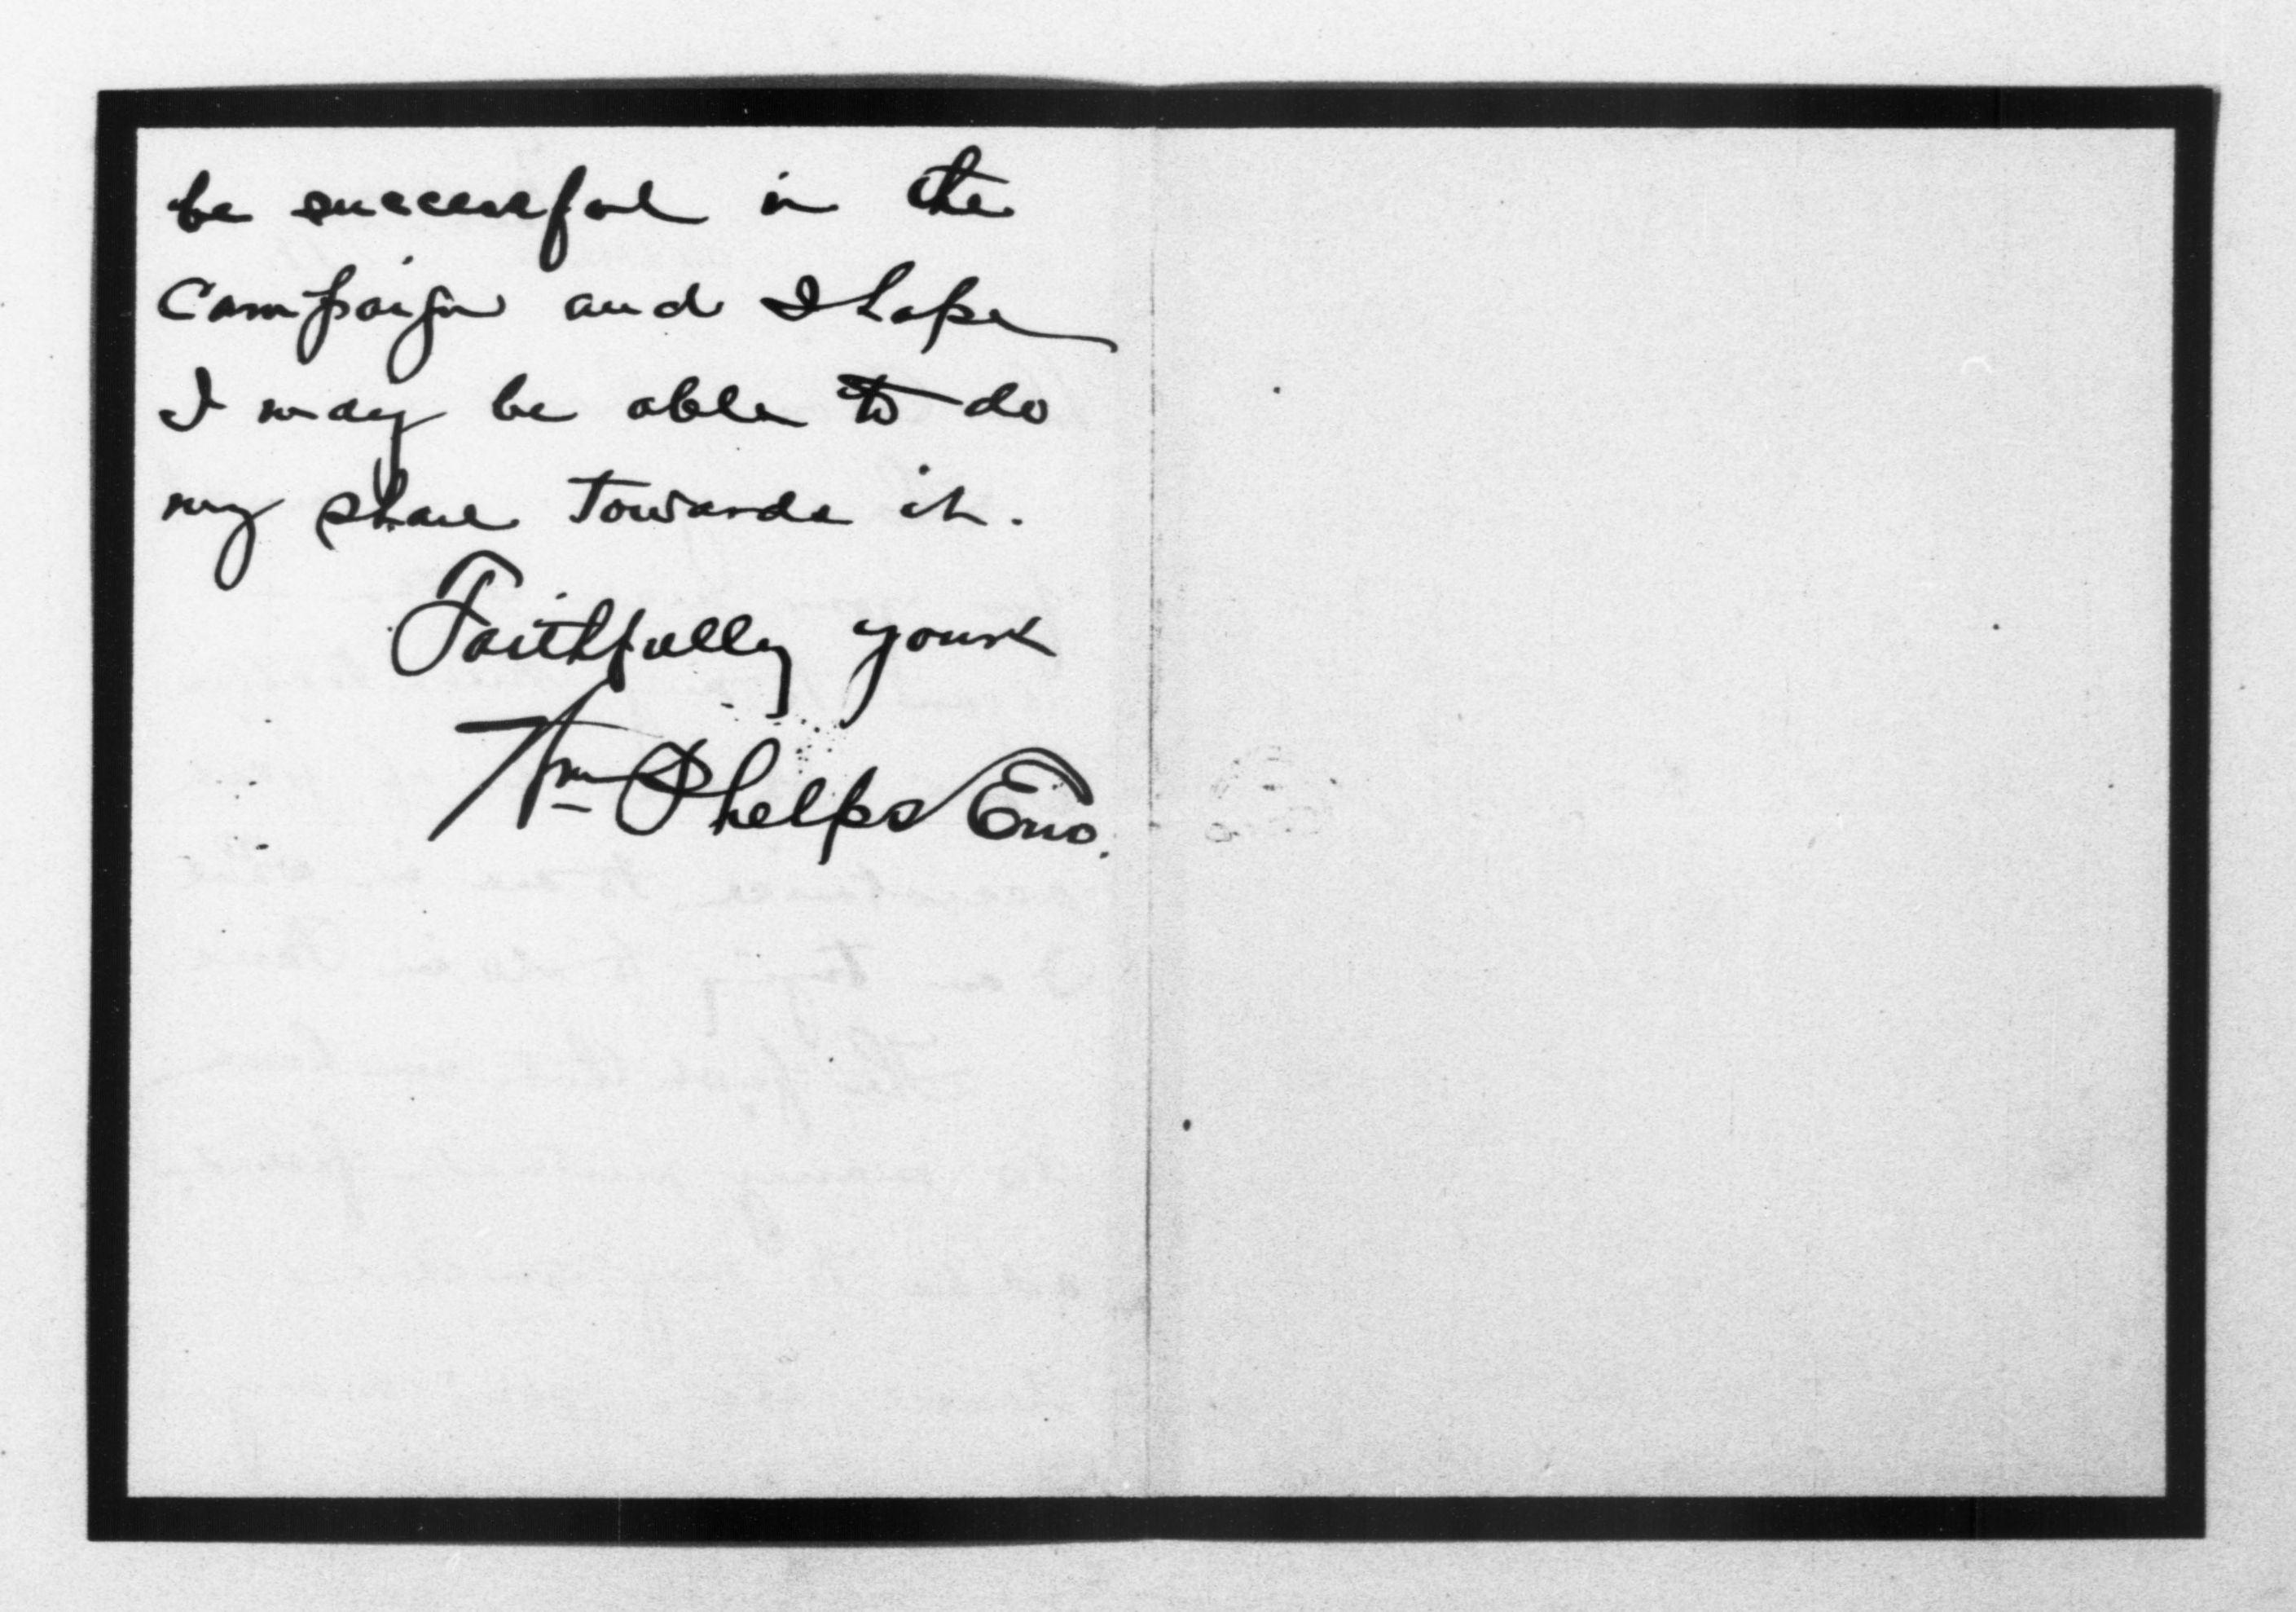 be successful in the
Campaign and I hope
I may be able to do
my share towards it.
Faithfully yours
Wm Phelps Eno.